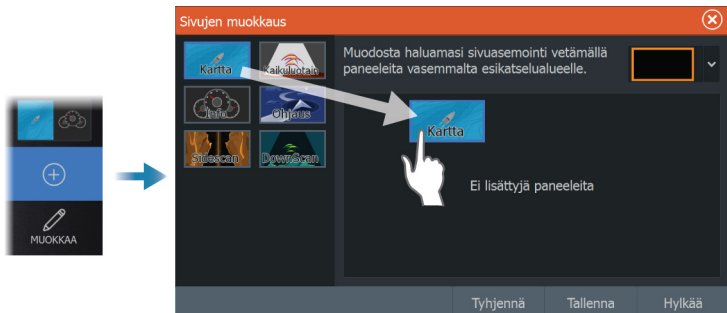 MUOKKAA
Sivujen muokkaus
Kartta
Kaikuluotain
Info
Ohjaus
Sidescan
DownScan
Muodosta haluamasi sivuasemointi vetämällä
paneeleita vasemmalta esikatselualueelle.
Kartta
Ei lisättyjä paneeleita
Tyhjennä
Tallenna
Hylkää